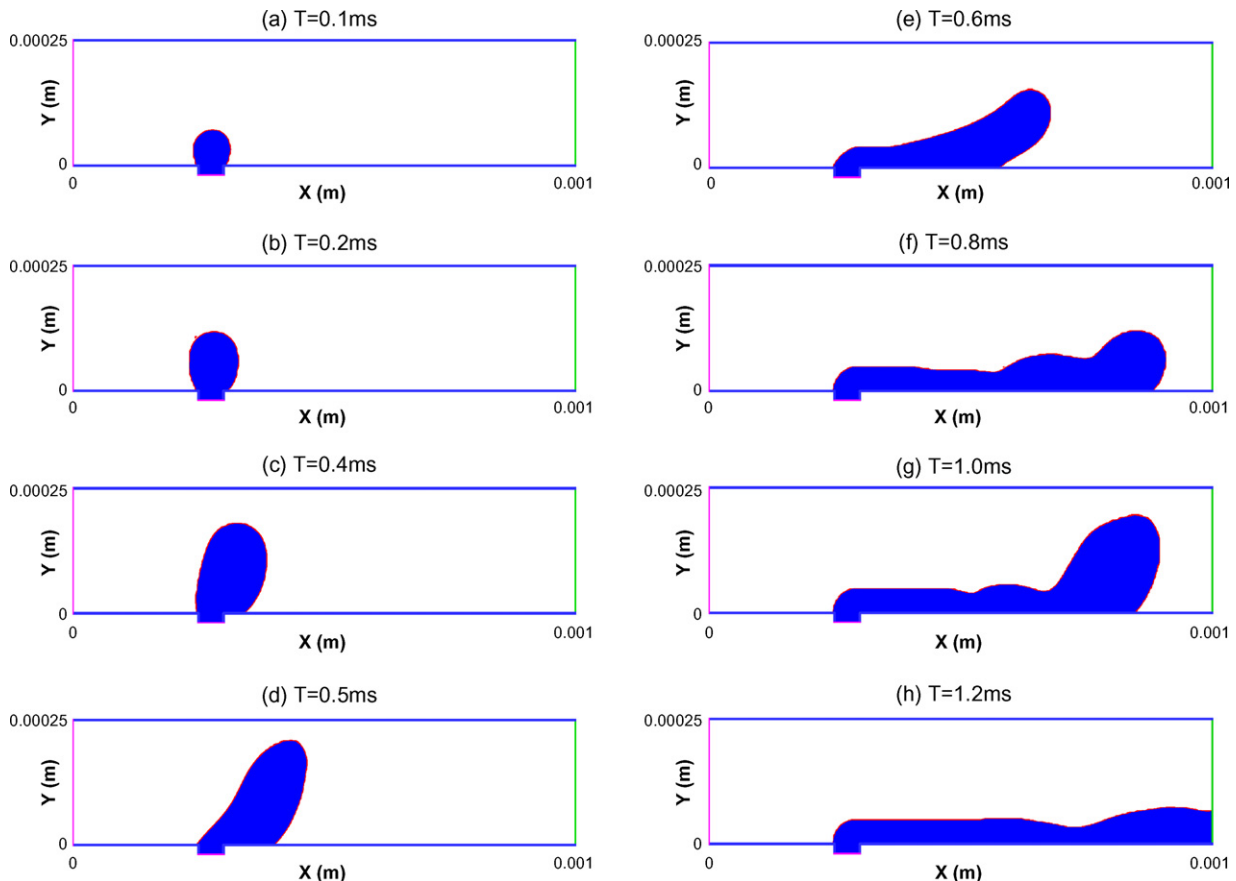 (a) T=0.1ms
0.00025
Y (m)
0
0
X (m)
0.001
(b) T=0.2ms
0.00025
Y (m)
0
0
X (m)
0.001
(c) T=0.4ms
0.00025
Y (m)
0
0
X (m)
0.001
(d) T=0.5ms
0.00025
Y (m)
0
0
X (m)
0.001
(e) T=0.6ms
0.00025
Y (m)
0
0
X (m)
0.001
(f) T=0.8ms
0.00025
Y (m)
0
0
X (m)
0.001
(g) T=1.0ms
0.00025
Y (m)
0
0
X (m)
0.001
(h) T=1.2ms
0.00025
Y (m)
0
0
X (m)
0.001